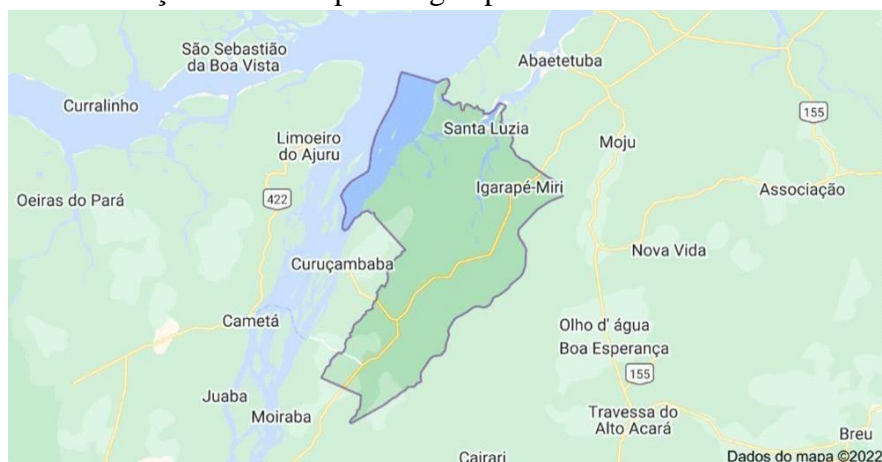 São Sebastião
da Boa Vista
Abaetetuba
Curralinho
155
Santa Luzia
Limoeiro
do Ajuru
Moju
Igarapé-Miri
Associação
Oeiras do Pará
422
Nova Vida
Curuçambaba
Cametá
Olho d' água
Boa Esperança
155
Juaba
Moiraba
Travessa do
Alto Acará
Breu
Cairari
Dados do mapa ©2022